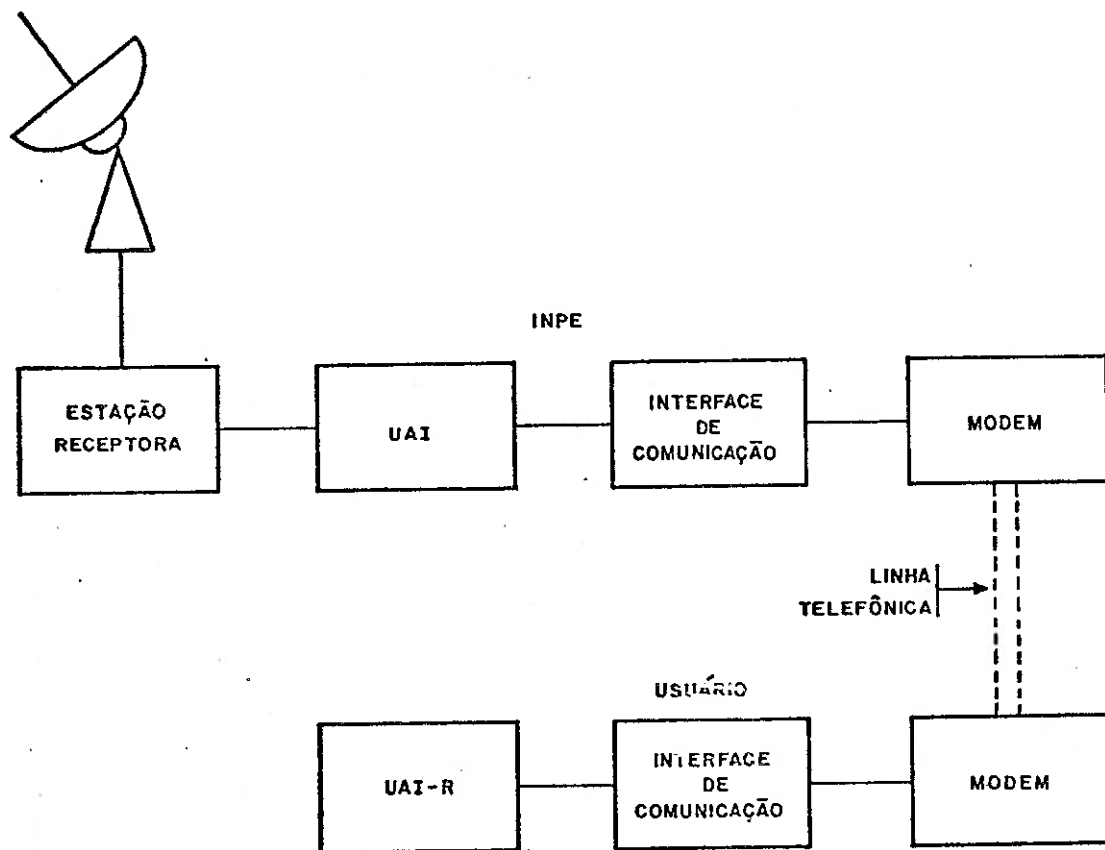 INPE
ESTAÇÃO
RECEPTORA
UAI
INTERFACE
DE
COMUNICAÇÃO
MODEM
LINHA
TELEFÔNICA
USUÁRIO
UAI-R
INTERFACE
DE
COMUNICAÇÃO
MODEM